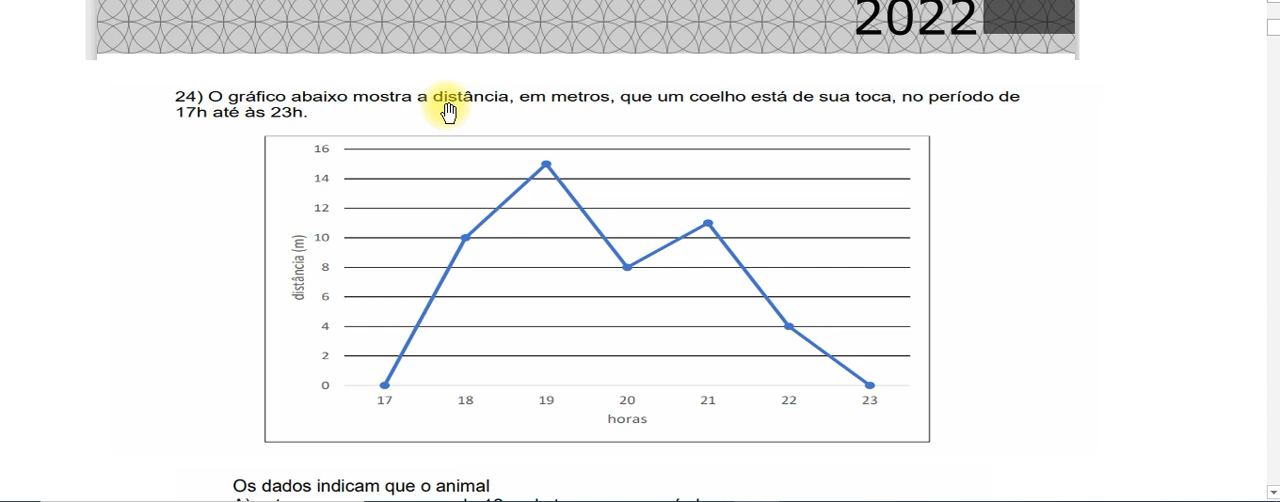 2022
24) O gráfico abaixo mostra a distância, em metros, que um coelho está de sua toca, no período de
17h até às 23h.
16
14
12
10
8
6
4
2
0
distância (m)
17 18 19 20 21 22 23
horas
Os dados indicam que o animal